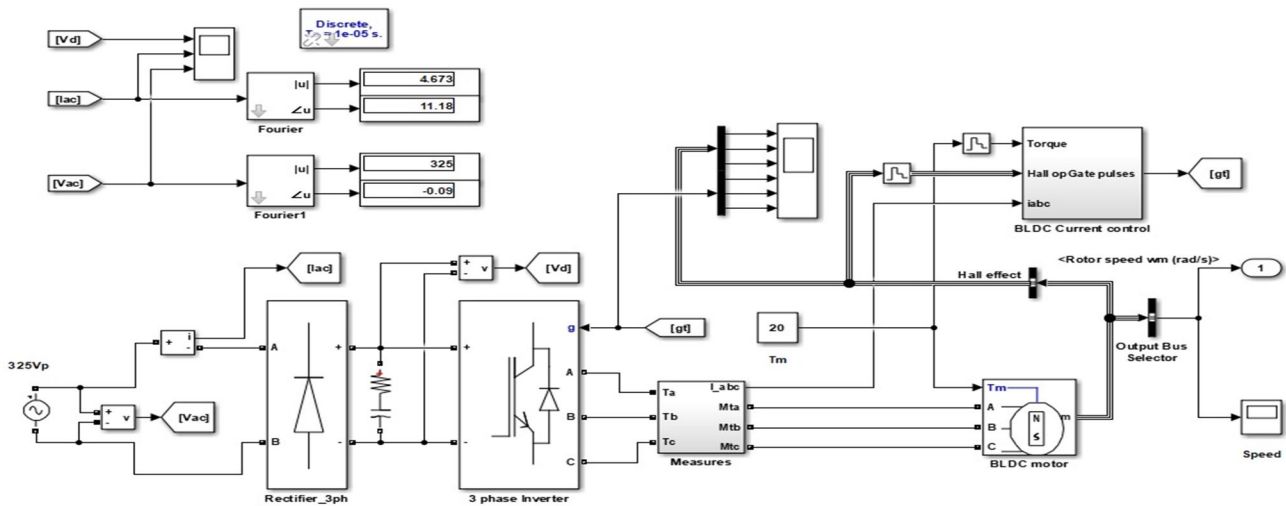 [Vd]
Discrete,
= 1e-05 s.
[Iac]
|u|
∠u
4.673
11.18
Fourier
[Vac]
|u|
∠u
325
-0.09
Fourier1
Torque
Hall op
Gate pulses
iabc
[gt]
BLDC Current control
[Iac]
+
-
v
[Vd]
<Rotor speed wm (rad/s)>
Hall effect
1
g
[gt]
20
Tm
Output Bus
Selector
325Vp
+
i
-
A
+
+
A
+
-
v
[Vac]
B
-
-
B
C
Ta
Tb
Tc
I_abc
Mta
Mtb
Mtc
Tm
A
B
C
N
S
m
Rectifier_3ph
3 phase Inverter
Measures
BLDC motor
Speed